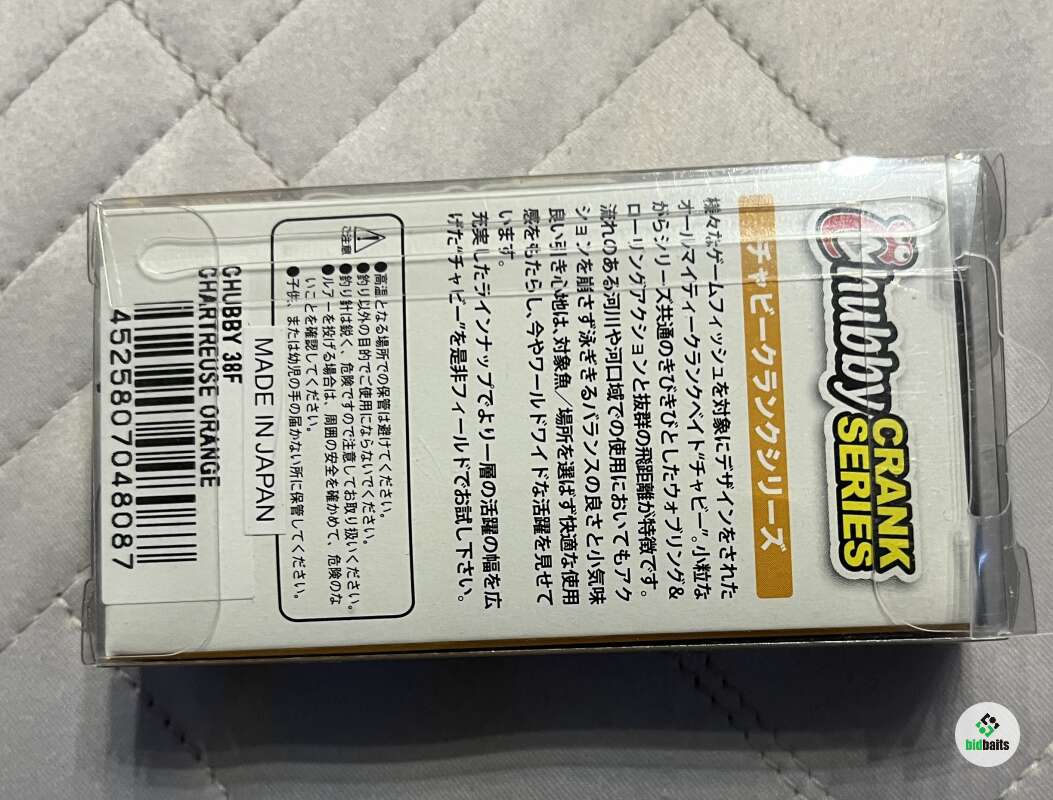 Chubby
CRANK
SERIES
チャビークランクシリーズ
様々なゲームフィッシュを対象にデザインをされた
オールマイティークランクベイト"チャビー"。小粒な
がらシリーズ共通のきびきびとしたウォブリング&
ローリングアクションと抜群の飛距離が特徴です。
流れのある河川や河口域での使用においてもアク
ションを崩さず泳ぎきるバランスの良さと小気味
良い引き心地は、対象魚/場所を選ばず快適な使用
感をもたらし、今やワールドワイドな活躍を見せて
います。
充実したラインナップでより一層の活躍の幅を広
げた"チャビー"を是非フィールドでお試し下さい。
ご注意
●高温となる場所での保管は避けてください。
●釣り以外の目的でご使用にならないでください。
●釣り針は鋭く、危険ですので注意してお取り扱いください。
●ルアーを投げる場合は、周囲の安全を確かめて、危険のな
いことを確認してください。
●子供、または幼児の手の届かない所に保管してください。
MADE IN JAPAN
CHUBBY 38F
CHARTREUSE ORANGE
4525807048087
bidbaits